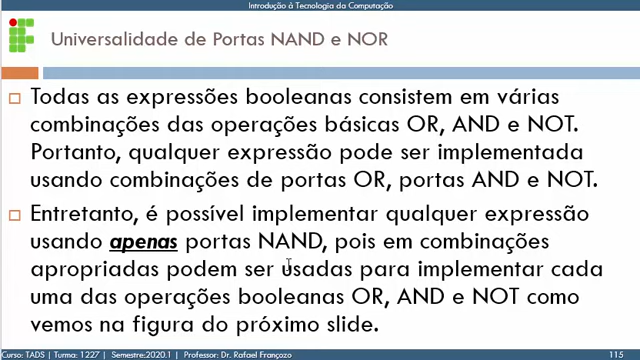 Introdução à Tecnologia da Computação
Universalidade de Portas NAND e NOR
Todas as expressões booleanas consistem em várias
combinações das operações básicas OR, AND e NOT.
Portanto, qualquer expressão pode ser implementada
usando combinações de portas OR, portas AND e NOT.
Entretanto, é possível implementar qualquer expressão
usando apenas portas NAND, pois em combinações
apropriadas podem ser usadas para implementar cada
uma das operações booleanas OR, AND e NOT como
vemos na figura do próximo slide.
Curso: TADS | Turma: 1227 | Semestre:2020.1 | Professor: Dr. Rafael Françozo 115